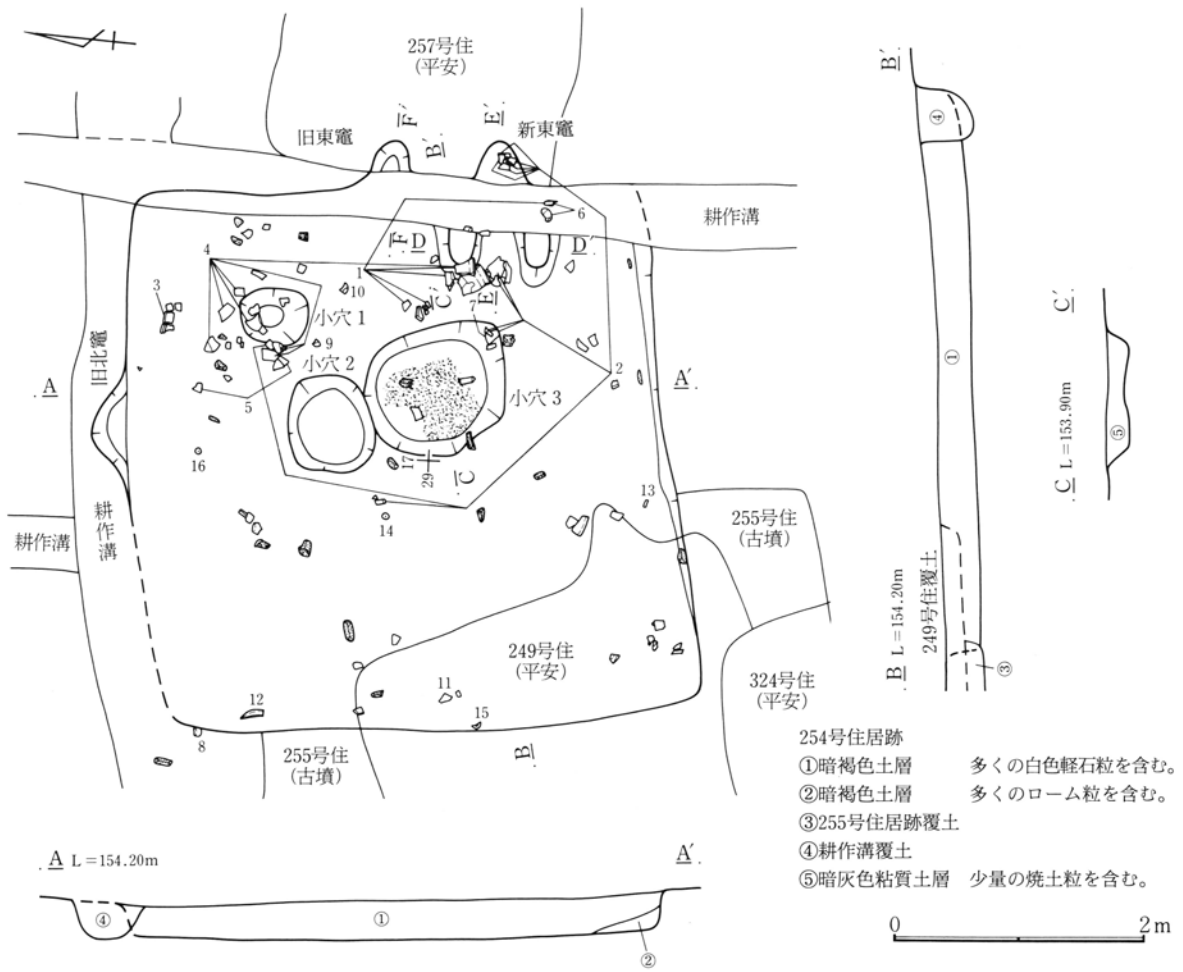 257号住
(平安)
旧東竈
新東竈
F'
B'
E'
耕作溝
6
4
3
1
10
F
D
D'
C'
E
7
小穴1
9
小穴2
小穴3
5
2
旧北竈
A
A'
16
17
29
C
13
14
耕作溝
耕作溝
255号住
(古墳)
249号住
(平安)
324号住
(平安)
11
12
15
8
255号住
(古墳)
B
B'
④
①
249号住覆土
③
B L=154.20m
C'
⑤
C L=153.90m
254号住居跡
①暗褐色土層 多くの白色軽石粒を含む。
②暗褐色土層 多くのローム粒を含む。
③255号住居跡覆土
④耕作溝覆土
⑤暗灰色粘質土層 少量の焼土粒を含む。
A L=154.20m
A'
④
①
②
0 2m